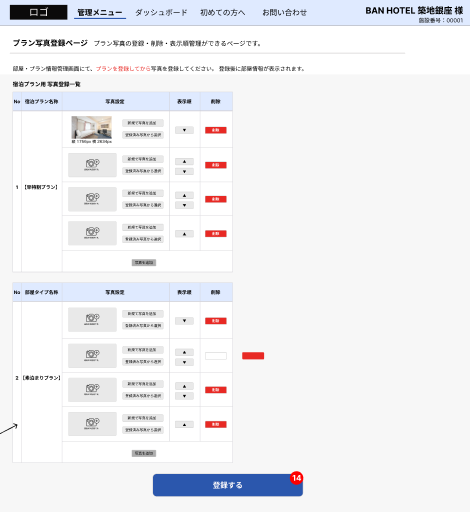 ロゴ 管理メニュー ダッシュボード 初めての方へ お問い合わせ BAN HOTEL 築地銀座 様
施設番号：00001
プラン写真登録ページ プラン写真の登録・削除・表示順管理ができるページです。
部屋・プラン情報管理画面にて、プランを登録してから写真を登録してください。 登録後に部屋情報が表示されます。
宿泊プラン用 写真登録一覧
No 宿泊プラン名称 写真設定 表示順 削除
新規で写真を追加
登録済み写真から選択
▼
削除
縦 1756px 横 2634px
新規で写真を追加
登録済み写真から選択
▲
▼
削除
1
新規で写真を追加
登録済み写真から選択
▲
▼
削除
新規で写真を追加
登録済み写真から選択
▲
削除
写真を追加
No 部屋タイプ名称 写真設定 表示順 削除
新規で写真を追加
登録済み写真から選択
▼
削除
新規で写真を追加
登録済み写真から選択
▲
▼
2 【素泊まりプラン】
新規で写真を追加
登録済み写真から選択
▲
▼
削除
新規で写真を追加
登録済み写真から選択
▲
削除
写真を追加
登録する 14